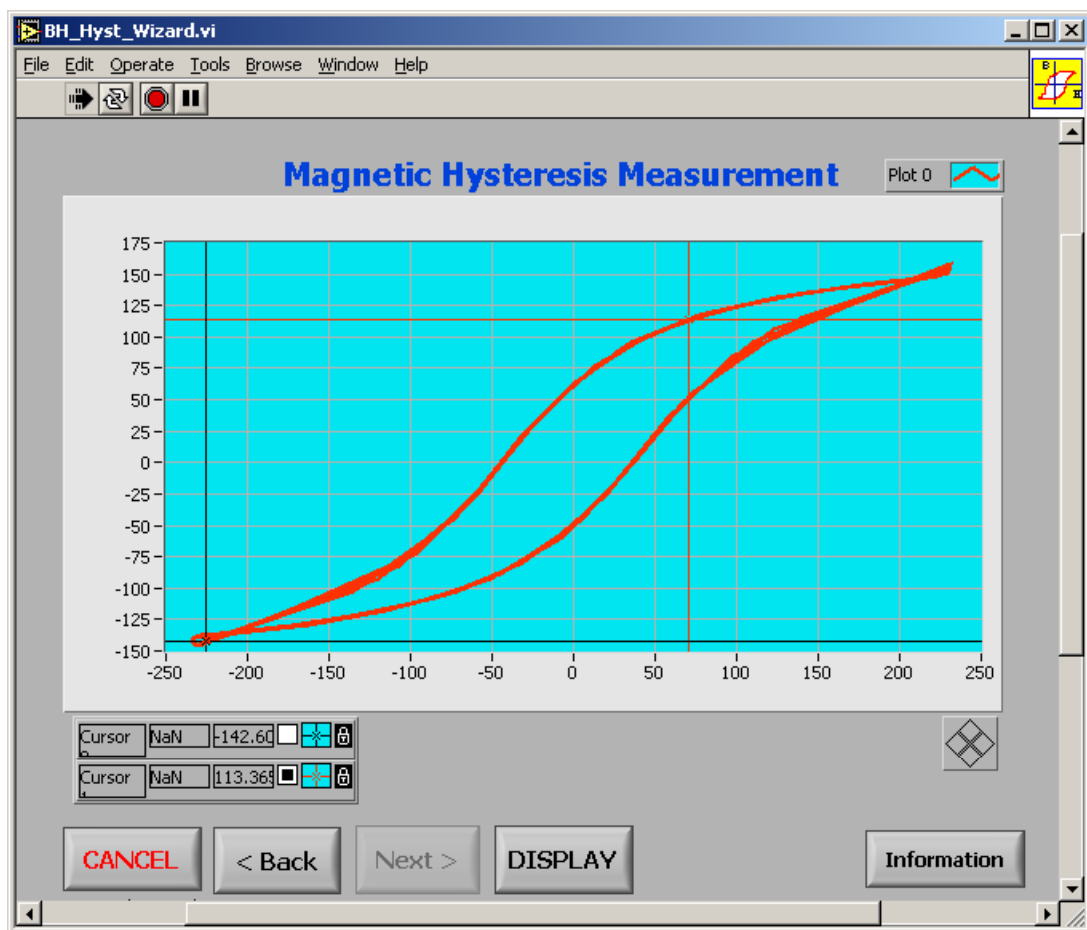 BH_Hyst_Wizard.vi
File Edit Operate Tools Browse Window Help
B
H
Magnetic Hysteresis Measurement
Plot 0
175
150
125
100
75
50
25
0
-25
-50
-75
-100
-125
-150
-250 -200 -150 -100 -50 0 50 100 150 200 250
Cursor NaN -142.60
Cursor NaN 113.365
CANCEL < Back Next > DISPLAY Information